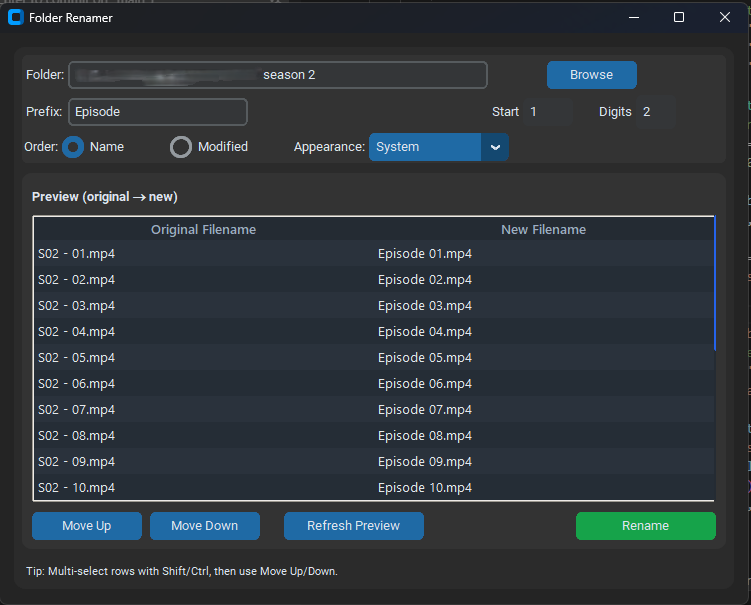 Folder Renamer
Folder: season 2 Browse
Prefix: Episode Start 1 Digits 2
Order: Name Modified Appearance: System
Preview (original → new)
Original Filename New Filename
S02 - 01.mp4 Episode 01.mp4
S02 - 02.mp4 Episode 02.mp4
S02 - 03.mp4 Episode 03.mp4
S02 - 04.mp4 Episode 04.mp4
S02 - 05.mp4 Episode 05.mp4
S02 - 06.mp4 Episode 06.mp4
S02 - 07.mp4 Episode 07.mp4
S02 - 08.mp4 Episode 08.mp4
S02 - 09.mp4 Episode 09.mp4
S02 - 10.mp4 Episode 10.mp4
Move Up Move Down Refresh Preview Rename
Tip: Multi-select rows with Shift/Ctrl, then use Move Up/Down.